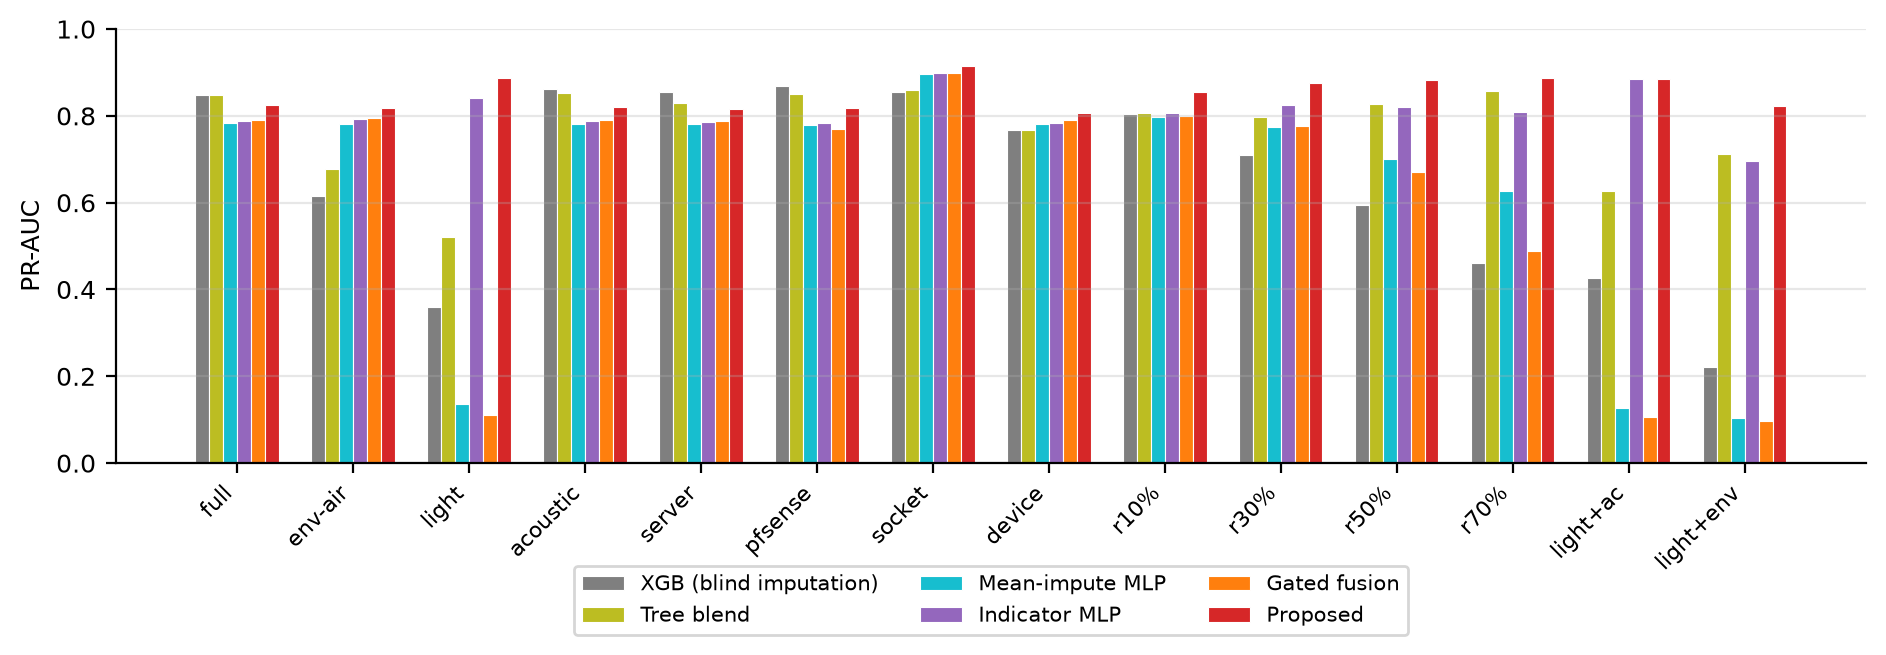 1.0
0.8
0.6
0.4
0.2
0.0
PR-AUC
full
env-air
light
acoustic
server
pfsense
socket
device
r10%
r30%
r50%
r70%
light+ac
light+env
XGB (blind imputation)
Mean-impute MLP
Gated fusion
Tree blend
Indicator MLP
Proposed